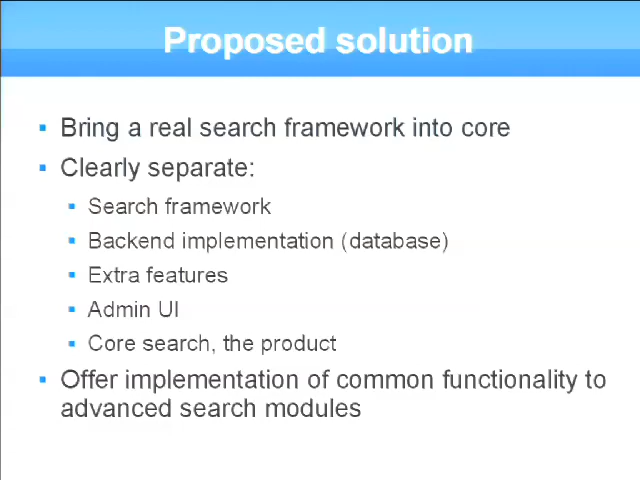 Proposed solution
Bring a real search framework into core
Clearly separate:
Search framework
Backend implementation (database)
Extra features
Admin UI
Core search, the product
Offer implementation of common functionality to
advanced search modules